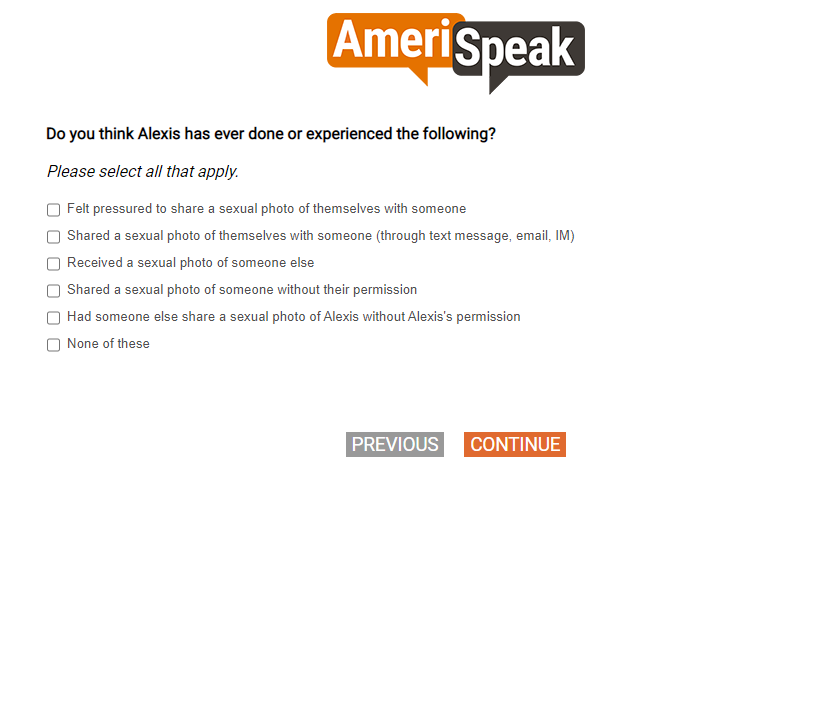 AmeriSpeak
Do you think Alexis has ever done or experienced the following?
Please select all that apply.
Felt pressured to share a sexual photo of themselves with someone
Shared a sexual photo of themselves with someone (through text message, email, IM)
Received a sexual photo of someone else
Shared a sexual photo of someone without their permission
Had someone else share a sexual photo of Alexis without Alexis's permission
None of these
PREVIOUS CONTINUE